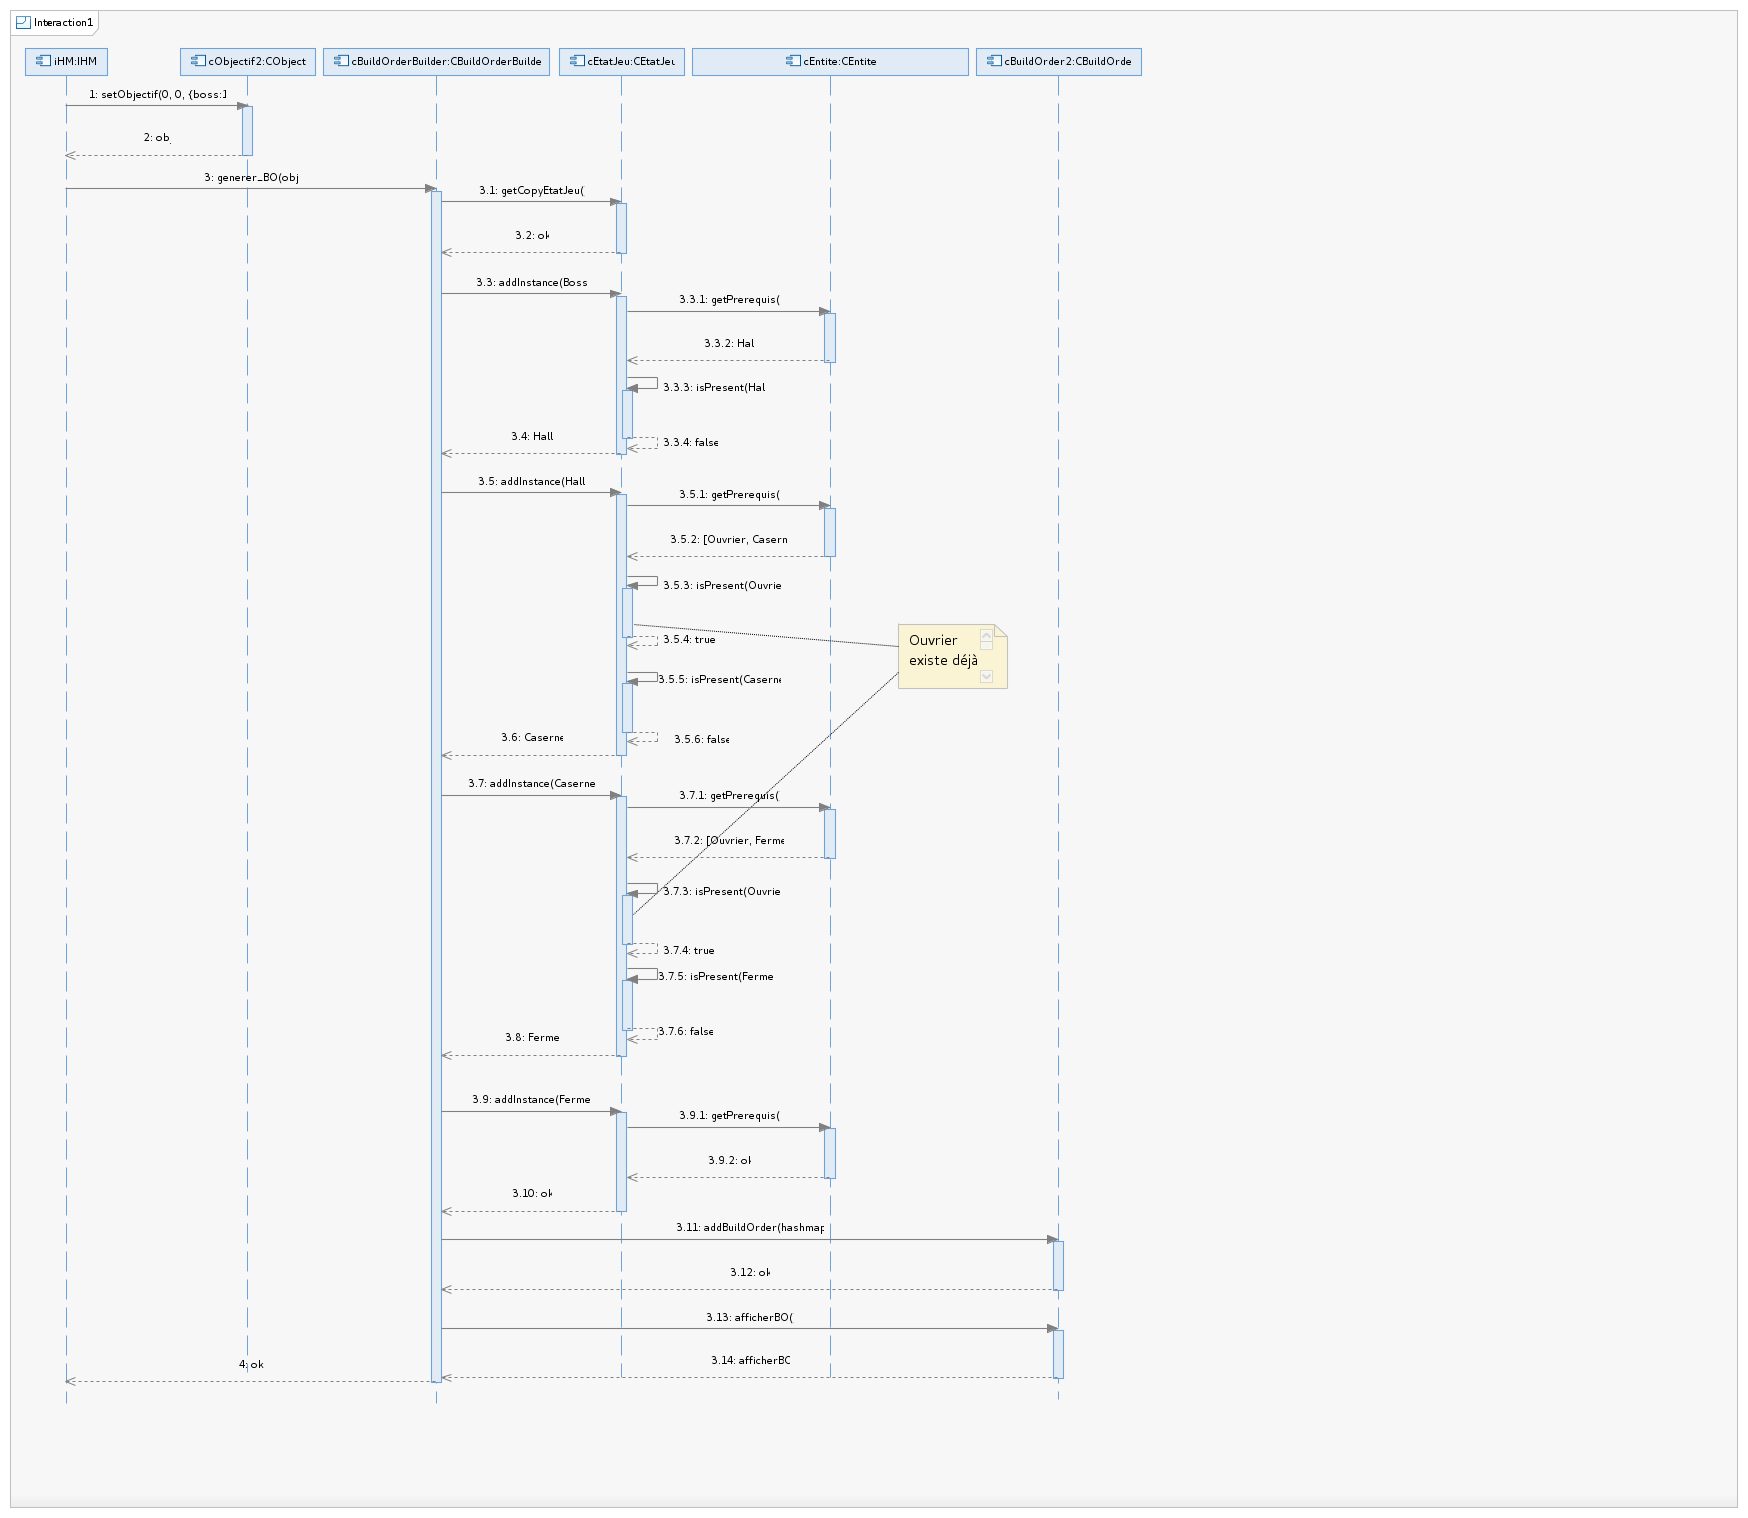 Interaction1
iHM:IHM
cObjectif2:CObject
cBuildOrderBuilder:CBuildOrderBuilde
cEtatJeu:CEtatJeu
cEntite:CEntite
cBuildOrder2:CBuildOrde
1: setObjectif(0, 0, {boss:1
2: obj
3: generer_BO(obj
3.1: getCopyEtatJeu(
3.2: ok
3.3: addInstance(Boss
3.3.1: getPrerequis(
3.3.2: Hal
3.3.3: isPresent(Hal
3.4: Hall
3.3.4: false
3.5: addInstance(Hall
3.5.1: getPrerequis(
3.5.2: [Ouvrier, Casern
3.5.3: isPresent(Ouvrie
3.5.4: true
Ouvrier
existe déjà
3.5.5: isPresent(Caserne
3.6: Caserne
3.5.6: false
3.7: addInstance(Caserne
3.7.1: getPrerequis(
3.7.2: [Ouvrier, Ferme
3.7.3: isPresent(Ouvrie
3.7.4: true
3.7.5: isPresent(Ferme
3.7.6: false
3.8: Ferme
3.9: addInstance(Ferme
3.9.1: getPrerequis(
3.9.2: ok
3.10: ok
3.11: addBuildOrder(hashmap
3.12: ok
3.13: afficherBO(
3.14: afficherBO
4: ok